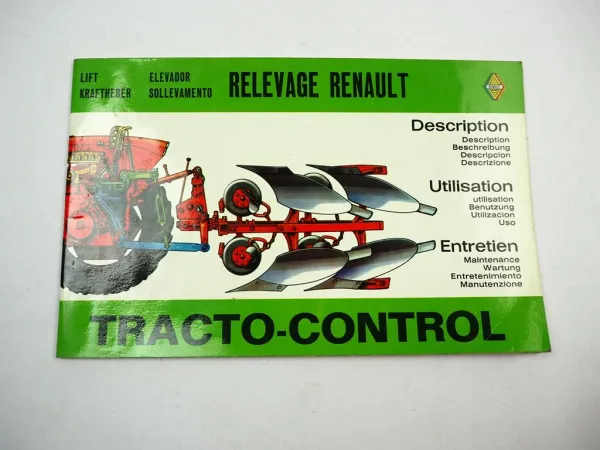 LIFT ELEVADOR RELEVAGE RENAULT
KRAFTHEBER SOLLEVAMENTO
Description
Description
Beschreibung
Descripcion
Descrizione
Utilisation
utilisation
Benutzung
Utilizacion
Uso
Entretien
Maintenance
Wartung
Entretenimiento
Manutenzione
TRACTO-CONTROL